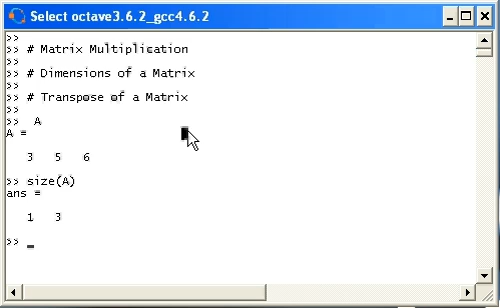 Select octave3.6.2_gcc4.6.2
>>
>> # Matrix Multiplication
>>
>> # Dimensions of a Matrix
>>
>> # Transpose of a Matrix
>>
>> A
A =
3 5 6
>> size(A)
ans =
1 3
>>